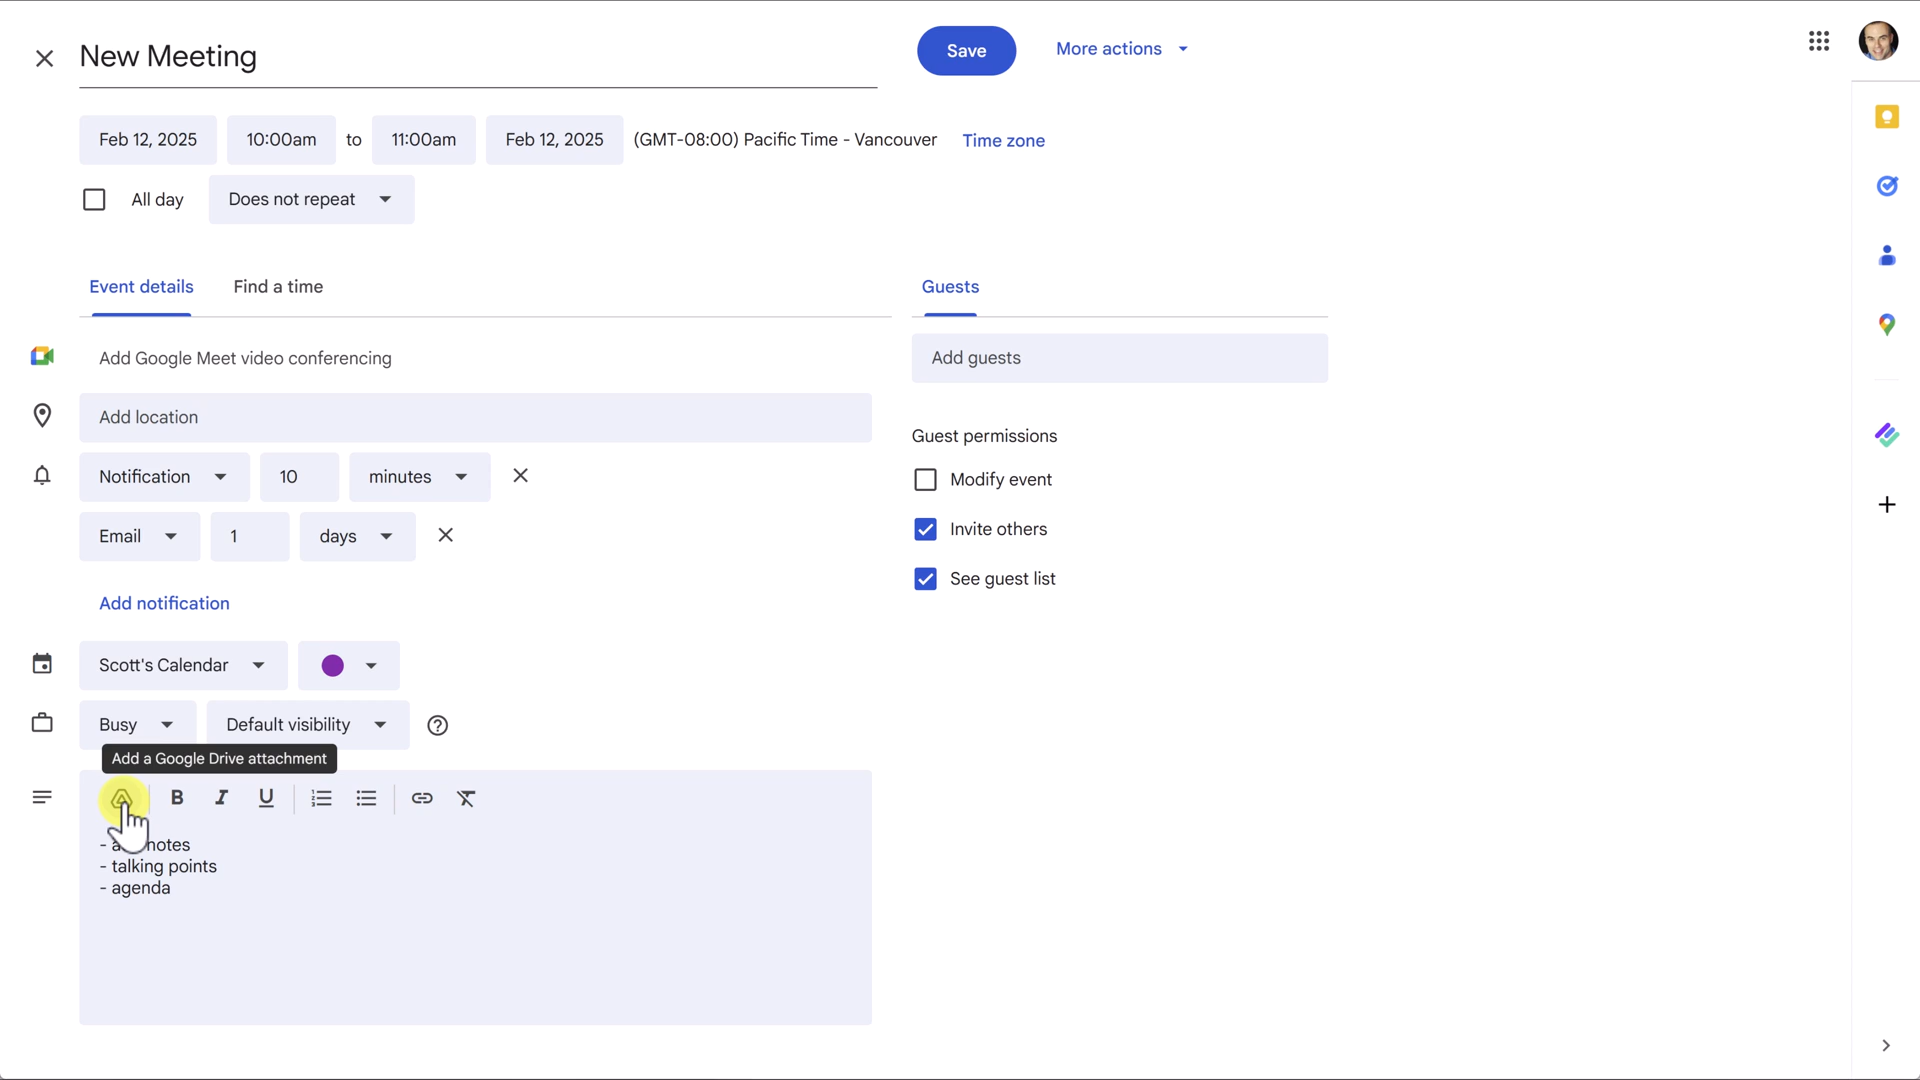 New Meeting
Save
More actions
Feb 12, 2025 10:00am to 11:00am Feb 12, 2025 (GMT-08:00) Pacific Time - Vancouver Time zone
All day Does not repeat
Event details Find a time
Guests
Add Google Meet video conferencing
Add guests
Add location
Guest permissions
Notification 10 minutes
Modify event
Email 1 days
Invite others
See guest list
Add notification
Scott's Calendar
Busy Default visibility
Add a Google Drive attachment
B I U
- notes
- talking points
- agenda